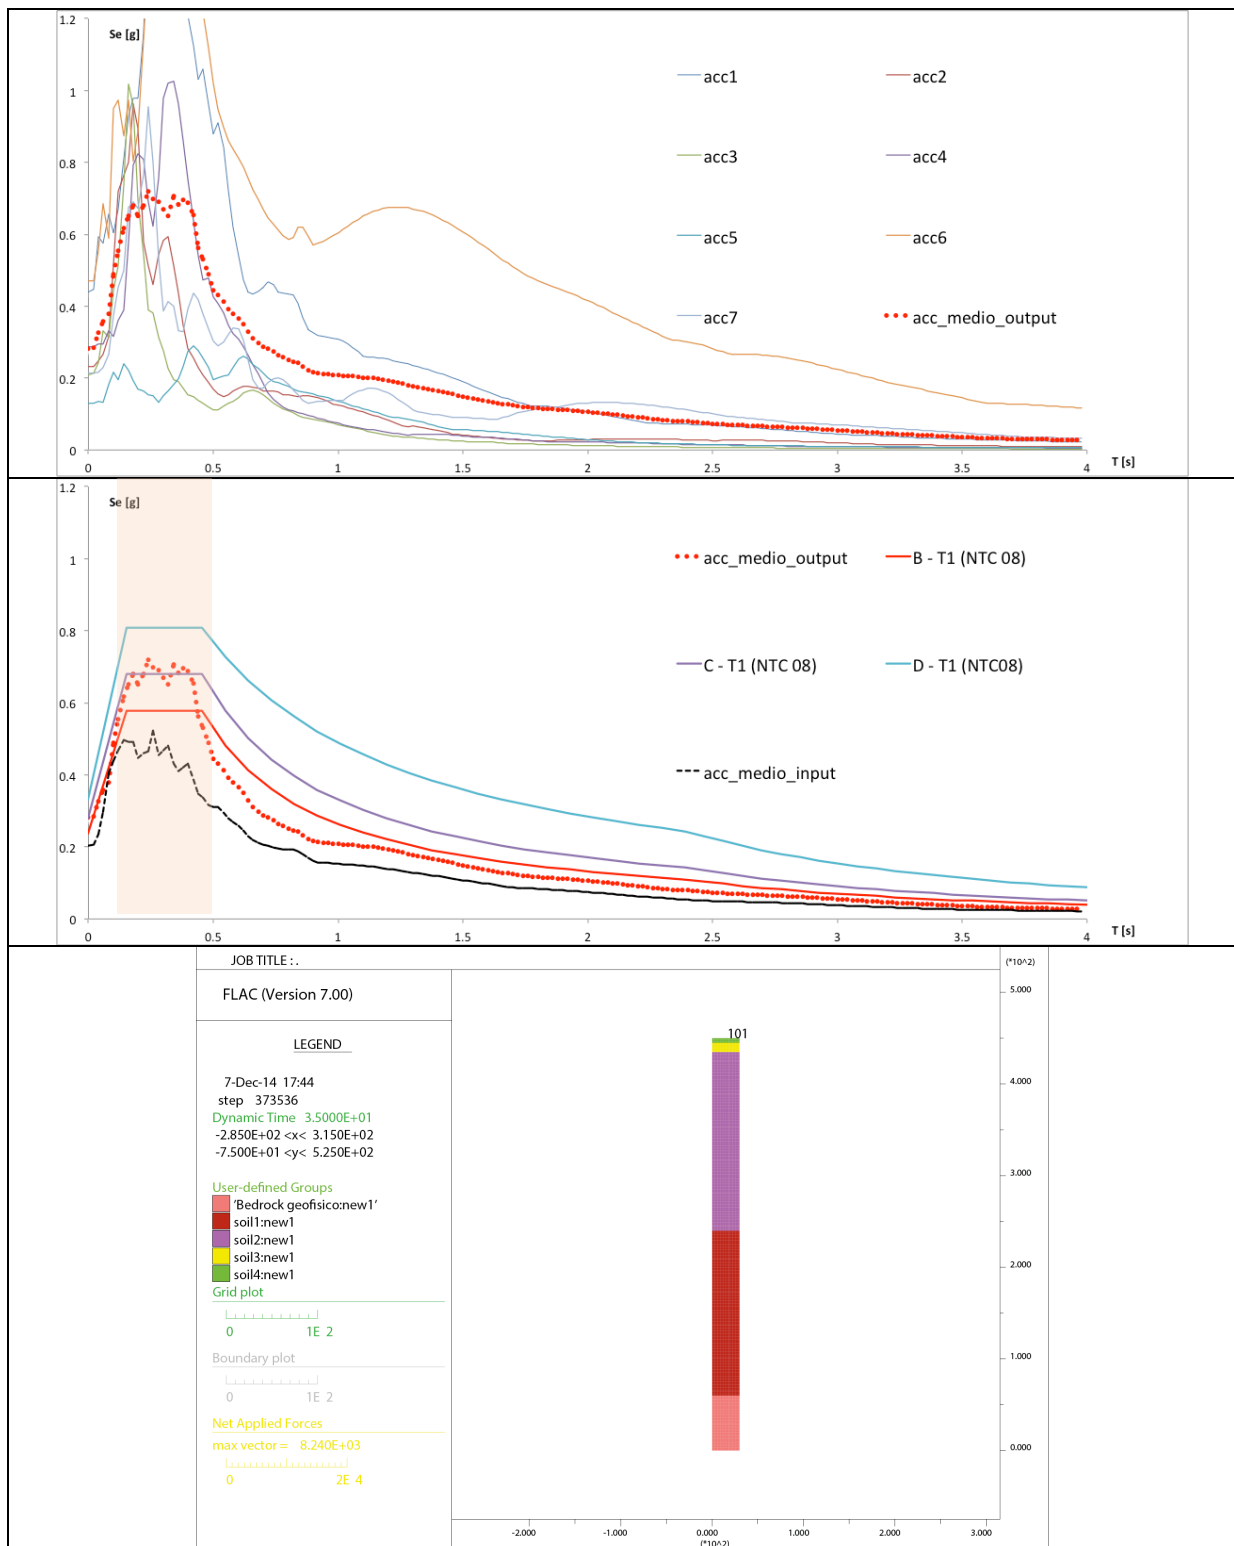 1.2
Se [g]
1
0.8
0.6
0.4
0.2
0
acc1
acc2
acc3
acc4
acc5
acc6
acc7
acc_medio_output
0 0.5 1 1.5 2 2.5 3 3.5 4
T [s]
1.2
Se [g]
1
0.8
0.6
0.4
0.2
0
acc_medio_output
B - T1 (NTC 08)
C - T1 (NTC 08)
D - T1 (NTC08)
acc_medio_input
0 0.5 1 1.5 2 2.5 3 3.5 4
T [s]
JOB TITLE : .
(*10^2)
FLAC (Version 7.00)
LEGEND
7-Dec-14 17:44
step 373536
Dynamic Time 3.5000E+01
-2.850E+02 <x< 3.150E+02
-7.500E+01 <y< 5.250E+02
User-defined Groups
'Bedrock geofisico:new1'
soil1:new1
soil2:new1
soil3:new1
soil4:new1
Grid plot
0 1E 2
Boundary plot
0 1E 2
Net Applied Forces
max vector = 8.240E+03
0 2E 4
101
5.000
4.000
3.000
2.000
1.000
0.000
-2.000 -1.000 0.000 1.000 2.000 3.000
(*10^2)